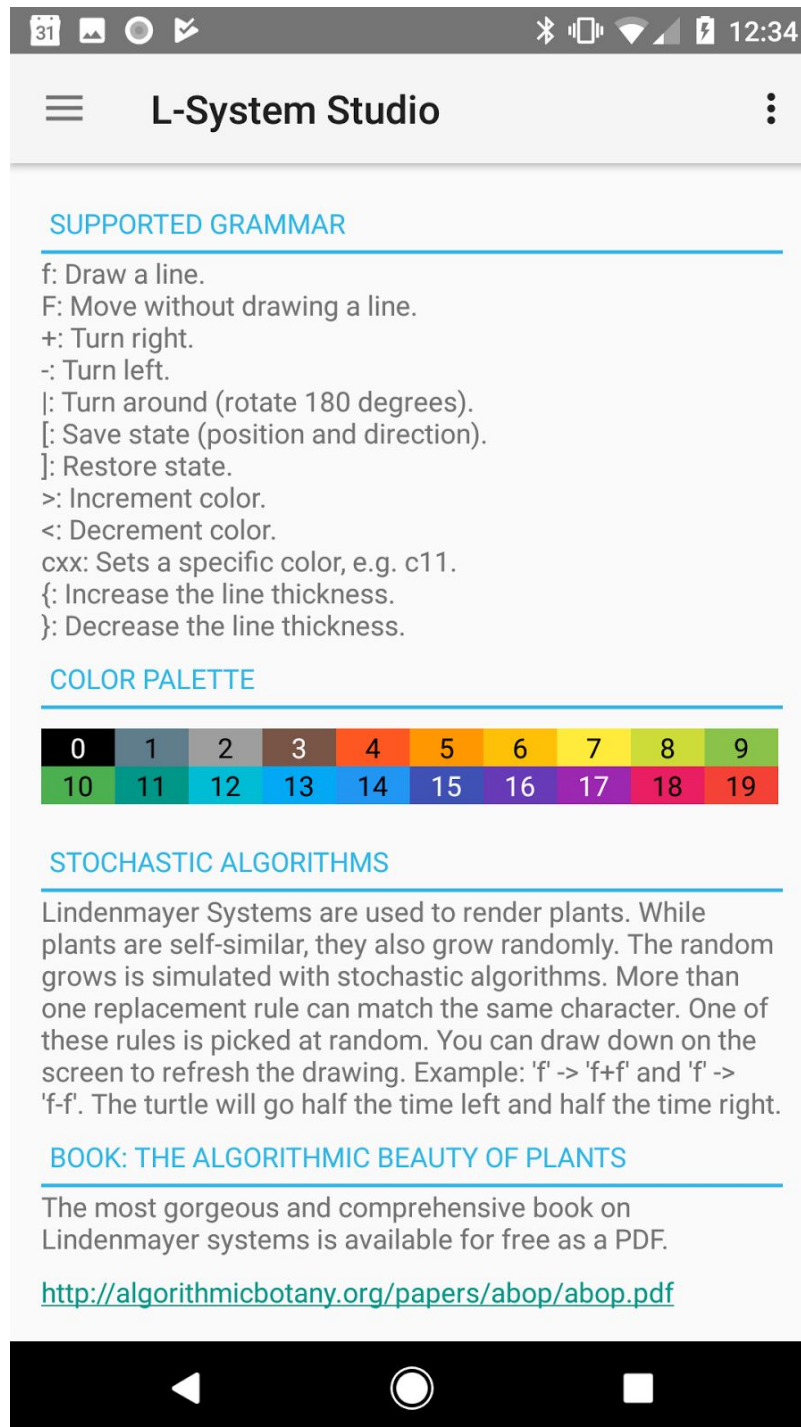 31 12:34
L-System Studio
SUPPORTED GRAMMAR
f: Draw a line.
F: Move without drawing a line.
+: Turn right.
-: Turn left.
|: Turn around (rotate 180 degrees).
[: Save state (position and direction).
]: Restore state.
>: Increment color.
<: Decrement color.
cxx: Sets a specific color, e.g. c11.
{: Increase the line thickness.
}: Decrease the line thickness.
COLOR PALETTE
0 1 2 3 4 5 6 7 8 9
10 11 12 13 14 15 16 17 18 19
STOCHASTIC ALGORITHMS
Lindenmayer Systems are used to render plants. While
plants are self-similar, they also grow randomly. The random
grows is simulated with stochastic algorithms. More than
one replacement rule can match the same character. One of
these rules is picked at random. You can draw down on the
screen to refresh the drawing. Example: 'f' -> 'f+f' and 'f' ->
'f-f'. The turtle will go half the time left and half the time right.
BOOK: THE ALGORITHMIC BEAUTY OF PLANTS
The most gorgeous and comprehensive book on
Lindenmayer systems is available for free as a PDF.
http://algorithmicbotany.org/papers/abop/abop.pdf